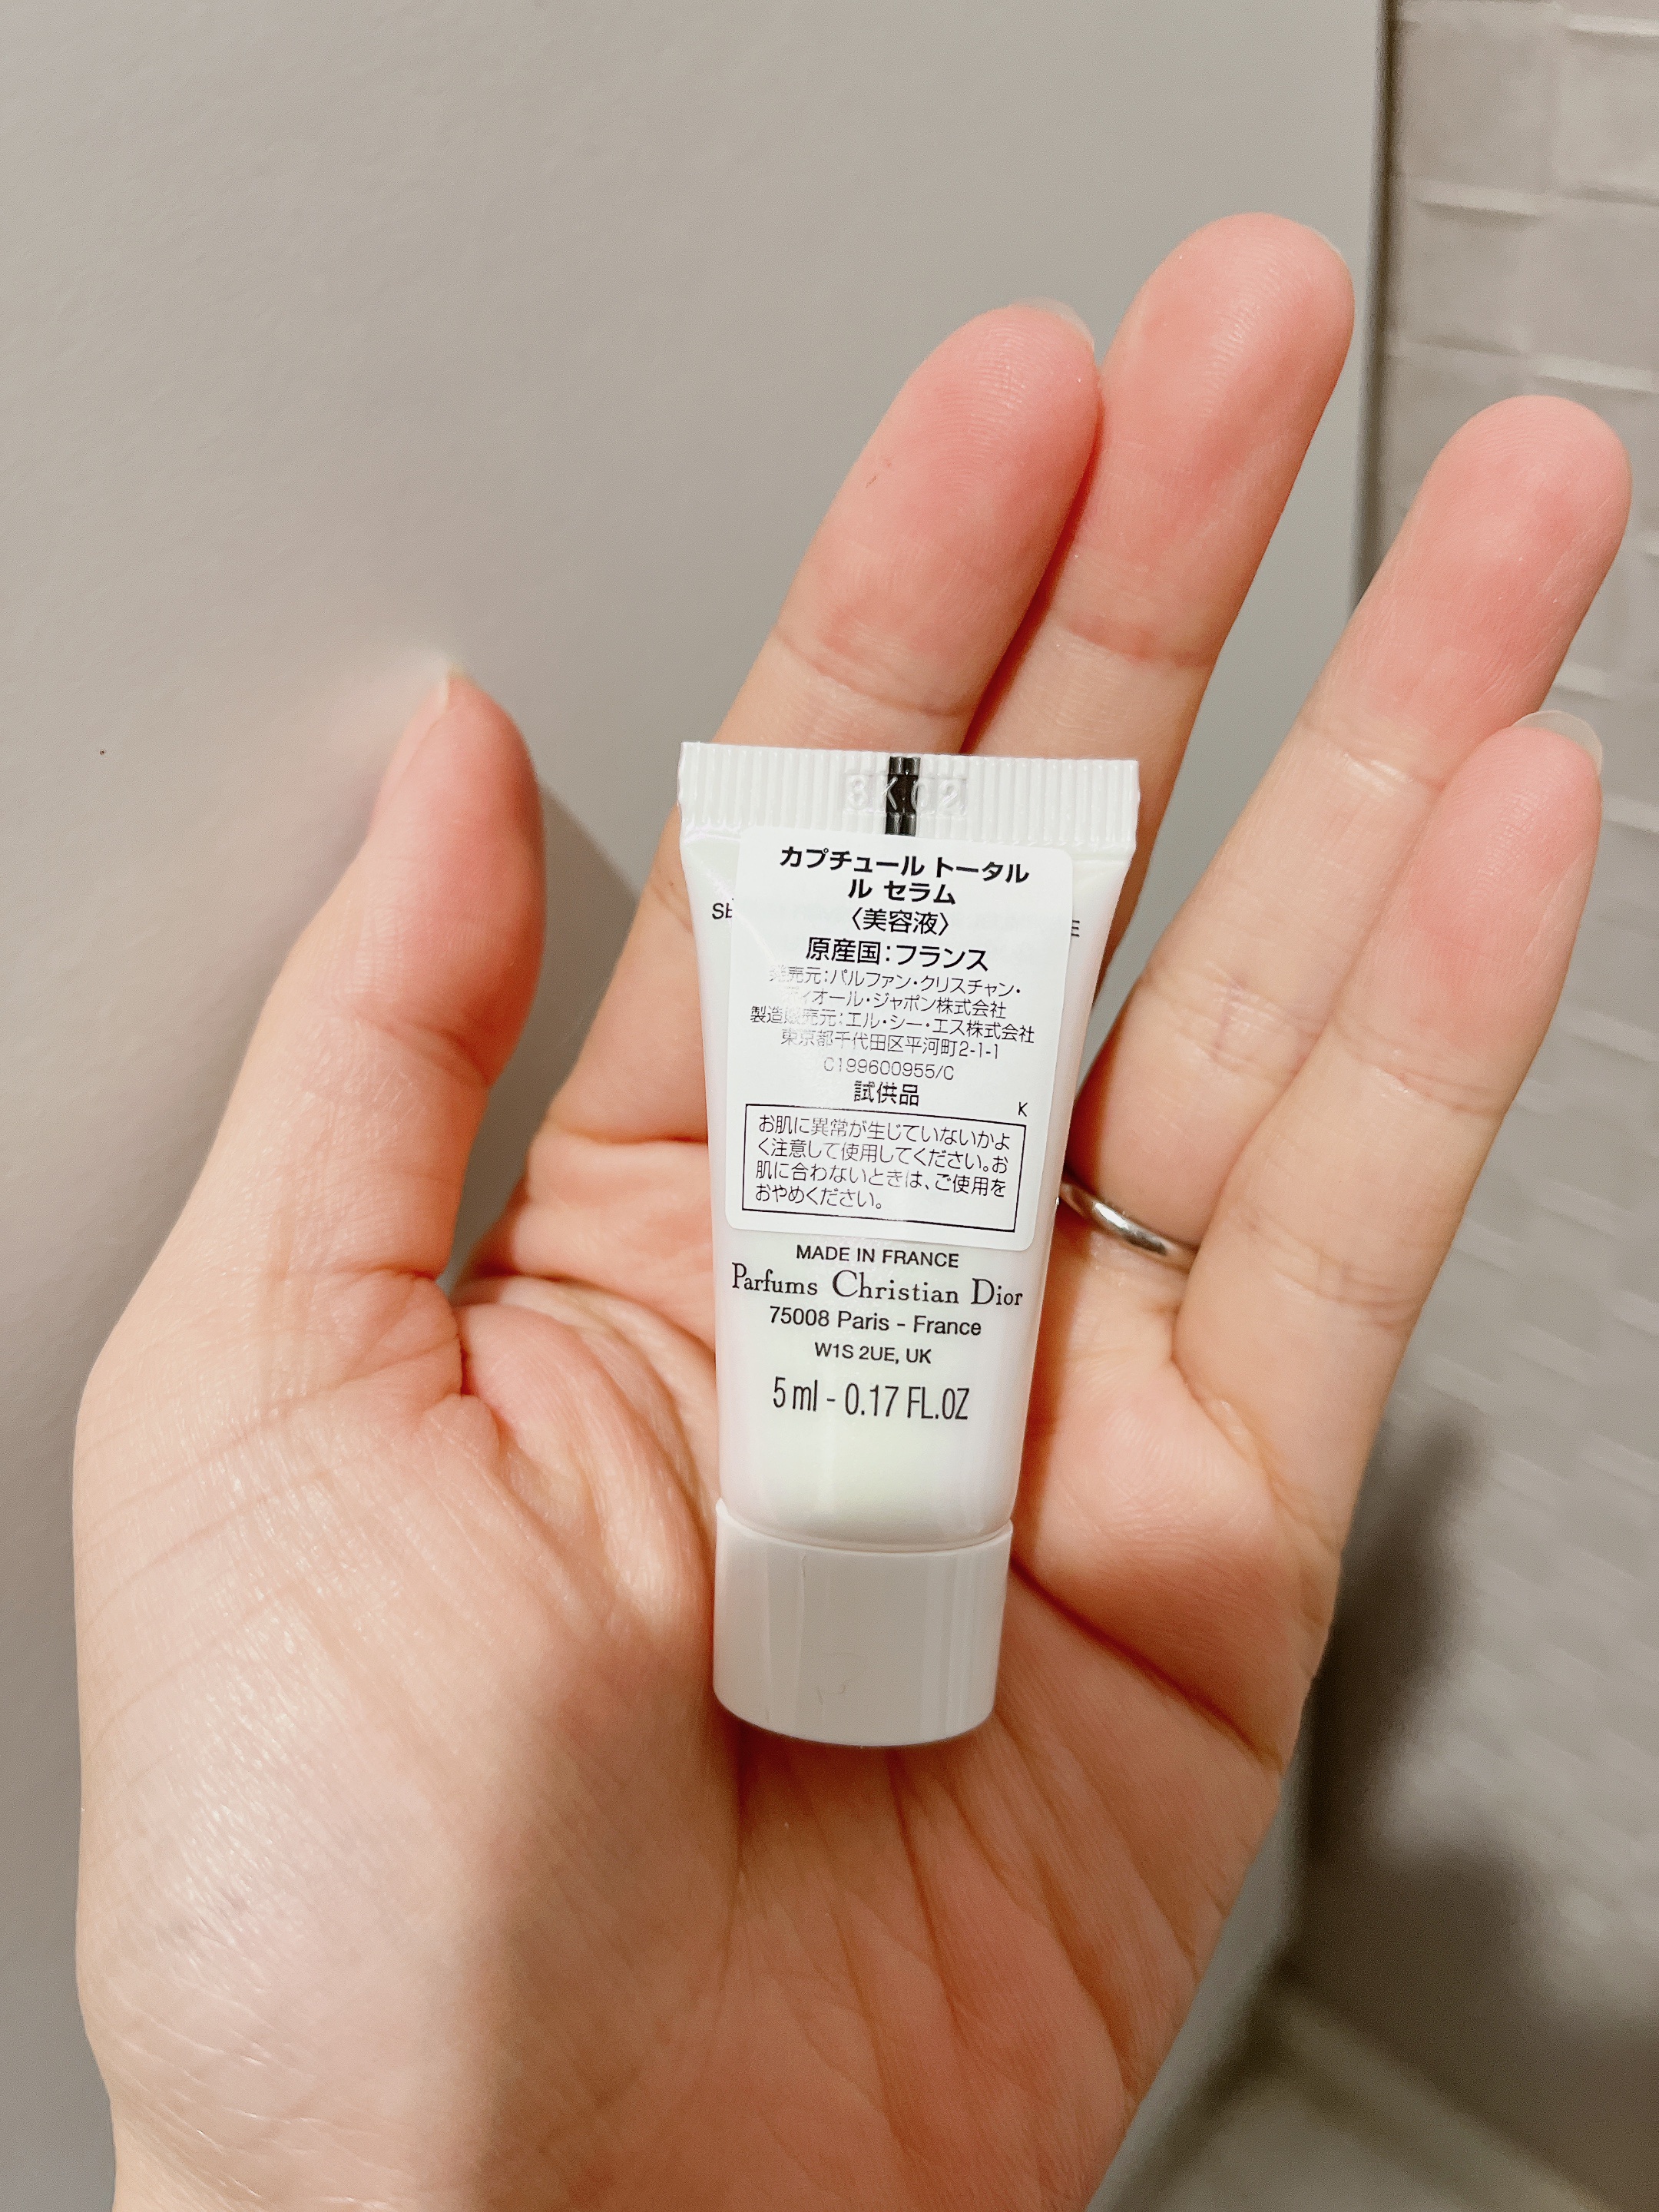 3K02
カプチュール トータル
ル セラム
〈美容液〉
SÉ
E
原産国:フランス
発売元:パルファン・クリスチャン・
ディオール・ジャポン株式会社
製造販売元:エル・シー・エス株式会社
東京都千代田区平河町2-1-1
C199600955/C
試供品
K
お肌に異常が生じていないかよ
く注意して使用してください。お
肌に合わないときは、ご使用を
おやめください。
MADE IN FRANCE
Parfums Christian Dior
75008 Paris - France
W1S 2UE, UK
5 ml - 0.17 FL.OZ